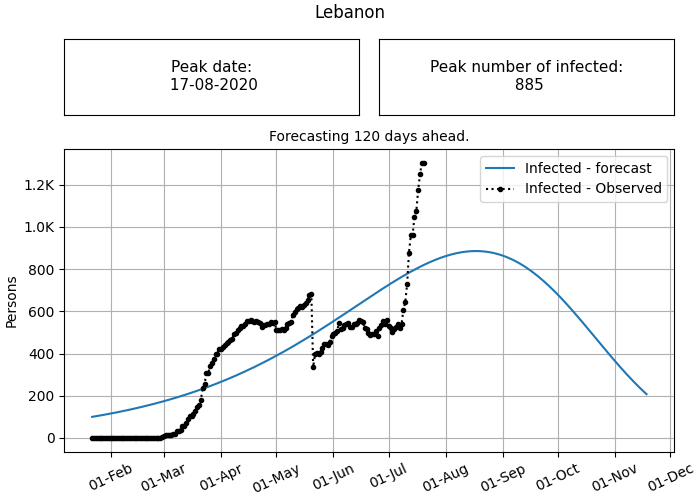 Lebanon
Peak date:
17-08-2020
Peak number of infected:
885
Forecasting 120 days ahead.
Infected - forecast
Infected - Observed
Persons
1.2K
1.0K
800
600
400
200
0
01-Feb
01-Mar
01-Apr
01-May
01-Jun
01-Jul
01-Aug
01-Sep
01-Oct
01-Nov
01-Dec